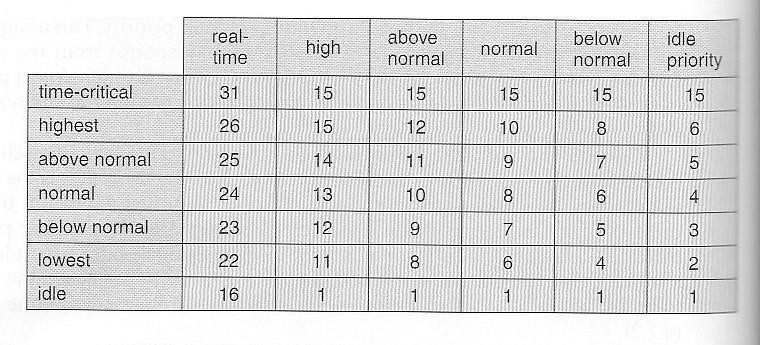 real-
time
high
above
normal
normal
below
normal
idle
priority
time-critical 31 15 15 15 15 15
highest 26 15 12 10 8 6
above normal 25 14 11 9 7 5
normal 24 13 10 8 6 4
below normal 23 12 9 7 5 3
lowest 22 11 8 6 4 2
idle 16 1 1 1 1 1